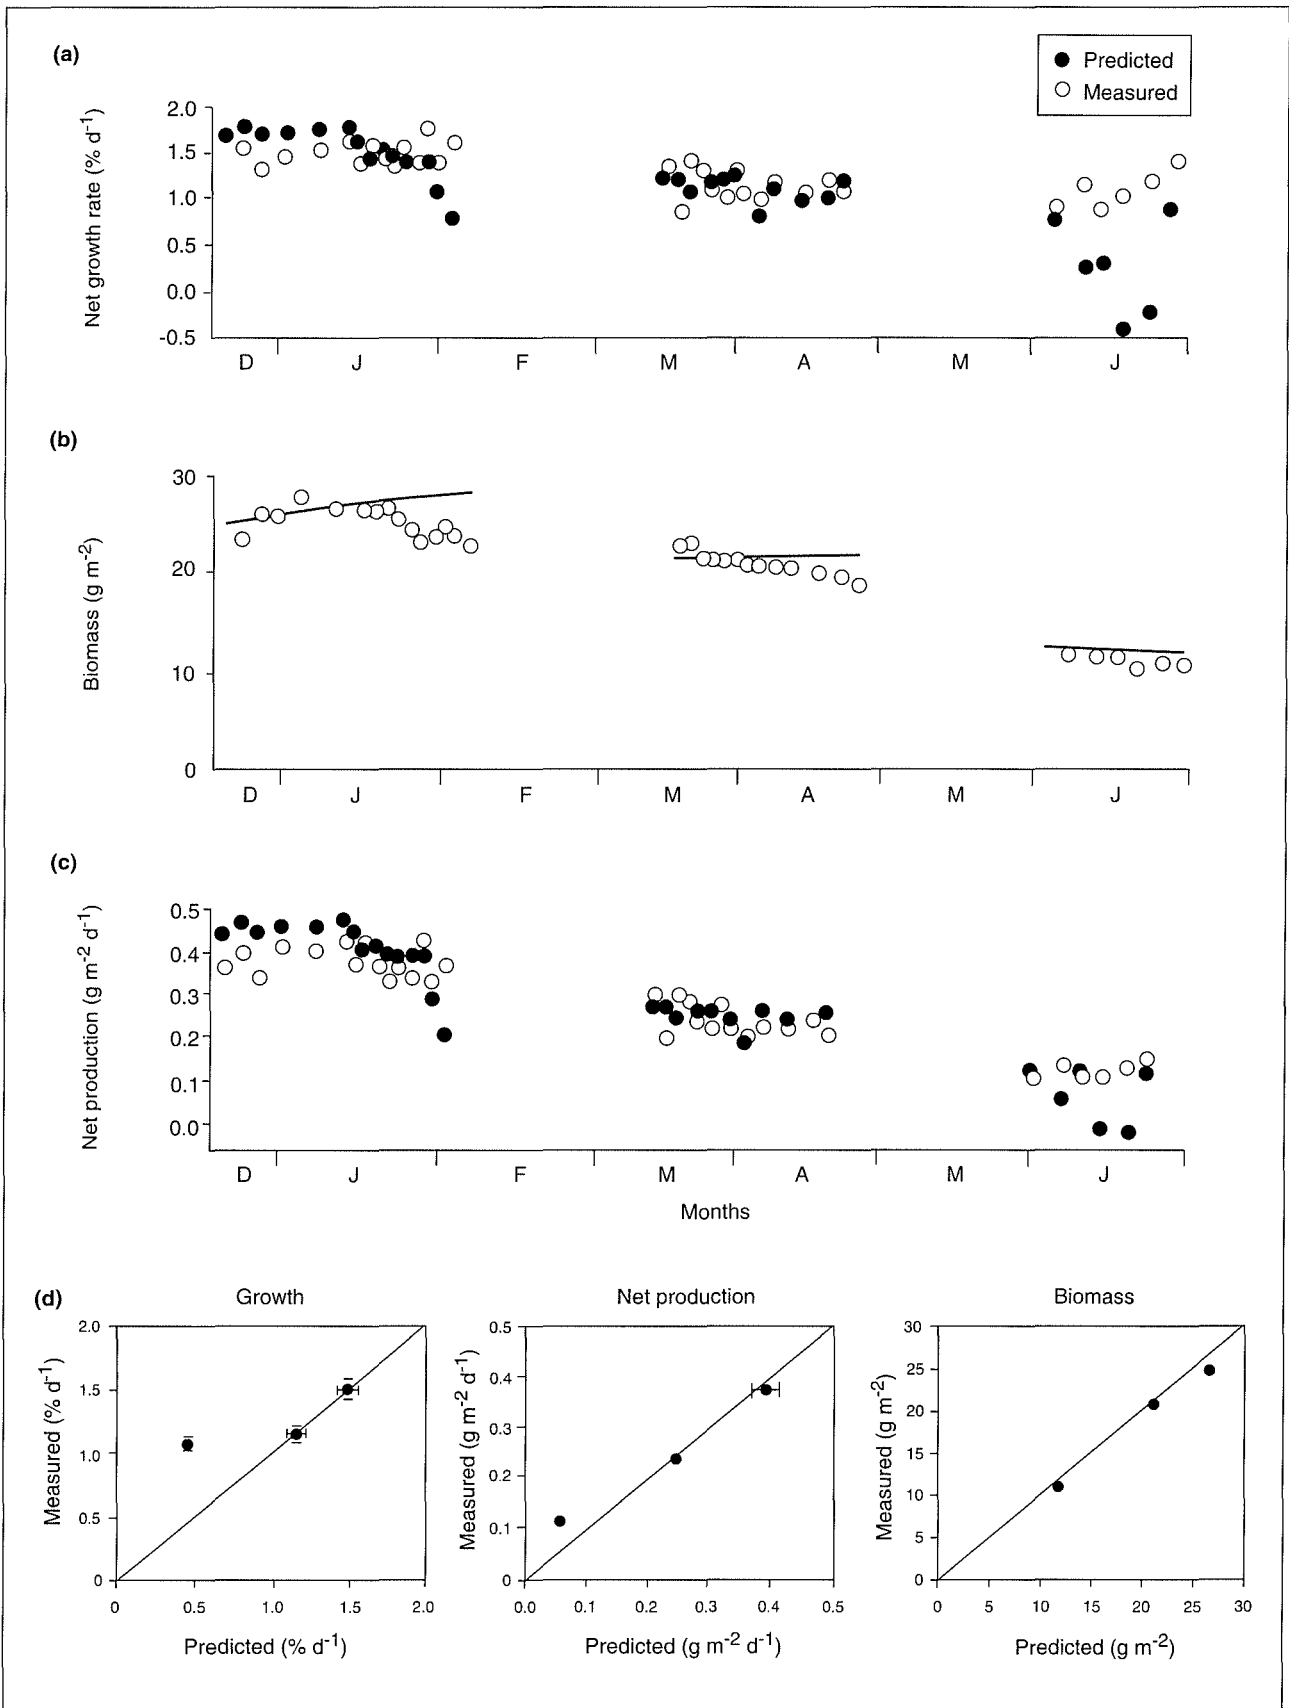 (a)
Predicted
Measured
Net growth rate (% d-1)
2.0
1.5
1.0
0.5
0.0
-0.5
D J F M A M J
(b)
Biomass (g m-2)
30
20
10
0
D J F M A M J
(c)
Net production (g m-2 d-1)
0.5
0.4
0.3
0.2
0.1
0.0
D J F M A M J
Months
(d)
Growth
Measured (% d-1)
2.0
1.5
1.0
0.5
0
0 0.5 1.0 1.5 2.0
Predicted (% d-1)
Net production
Measured (g m-2 d-1)
0.5
0.4
0.3
0.2
0.1
0
0.0 0.1 0.2 0.3 0.4 0.5
Predicted (g m-2 d-1)
Biomass
Measured (g m-2)
30
25
20
15
10
5
0
0 5 10 15 20 25 30
Predicted (g m-2)